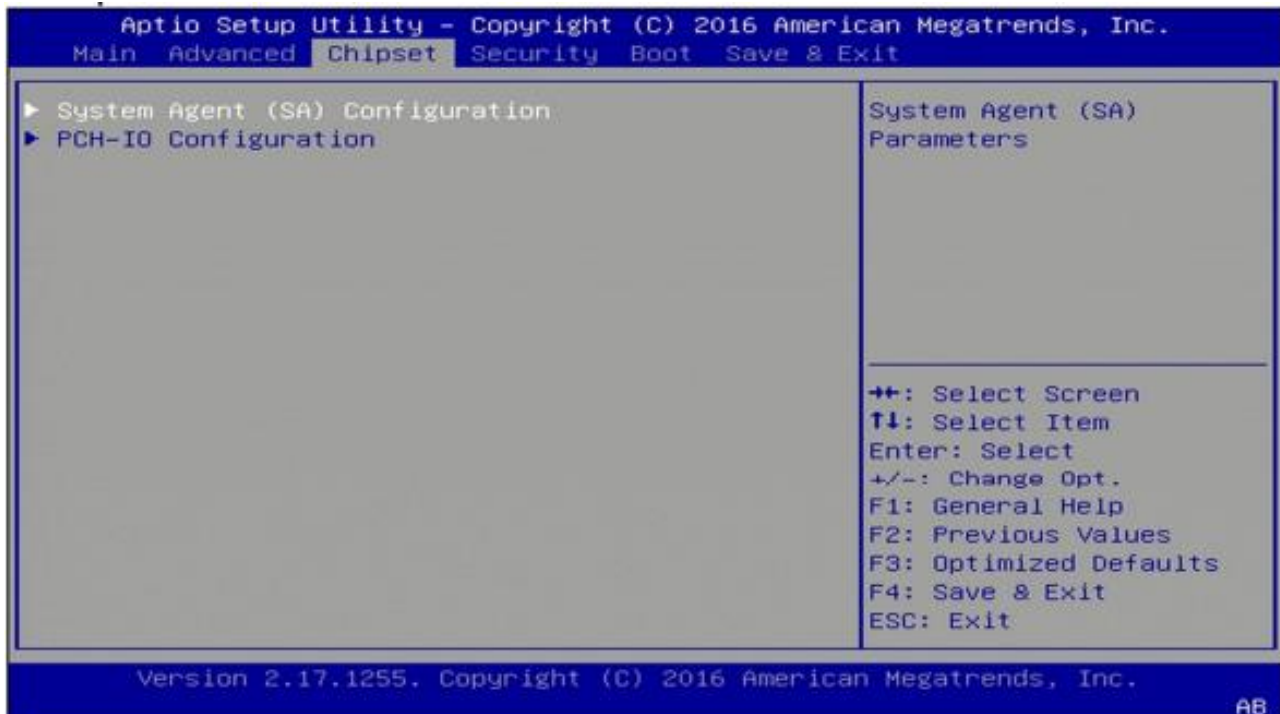 Aptio Setup Utility – Copyright (C) 2016 American Megatrends, Inc.
Main Advanced Chipset Security Boot Save & Exit
► System Agent (SA) Configuration
► PCH-IO Configuration
System Agent (SA)
Parameters
→←: Select Screen
↑↓: Select Item
Enter: Select
+/-: Change Opt.
F1: General Help
F2: Previous Values
F3: Optimized Defaults
F4: Save & Exit
ESC: Exit
Version 2.17.1255. Copyright (C) 2016 American Megatrends, Inc.
AB